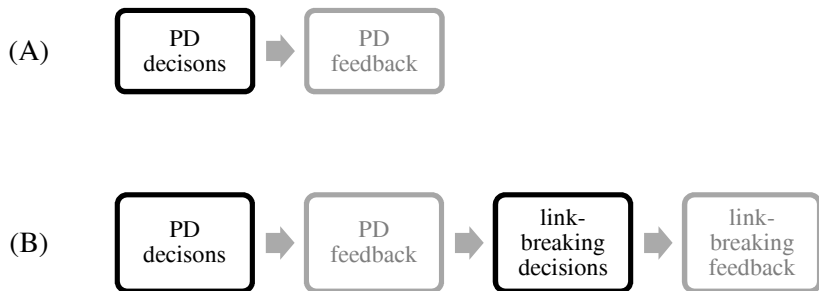 (A)
PD
decisons
PD
feedback
(B)
PD
decisons
PD
feedback
link-
breaking
decisions
link-
breaking
feedback